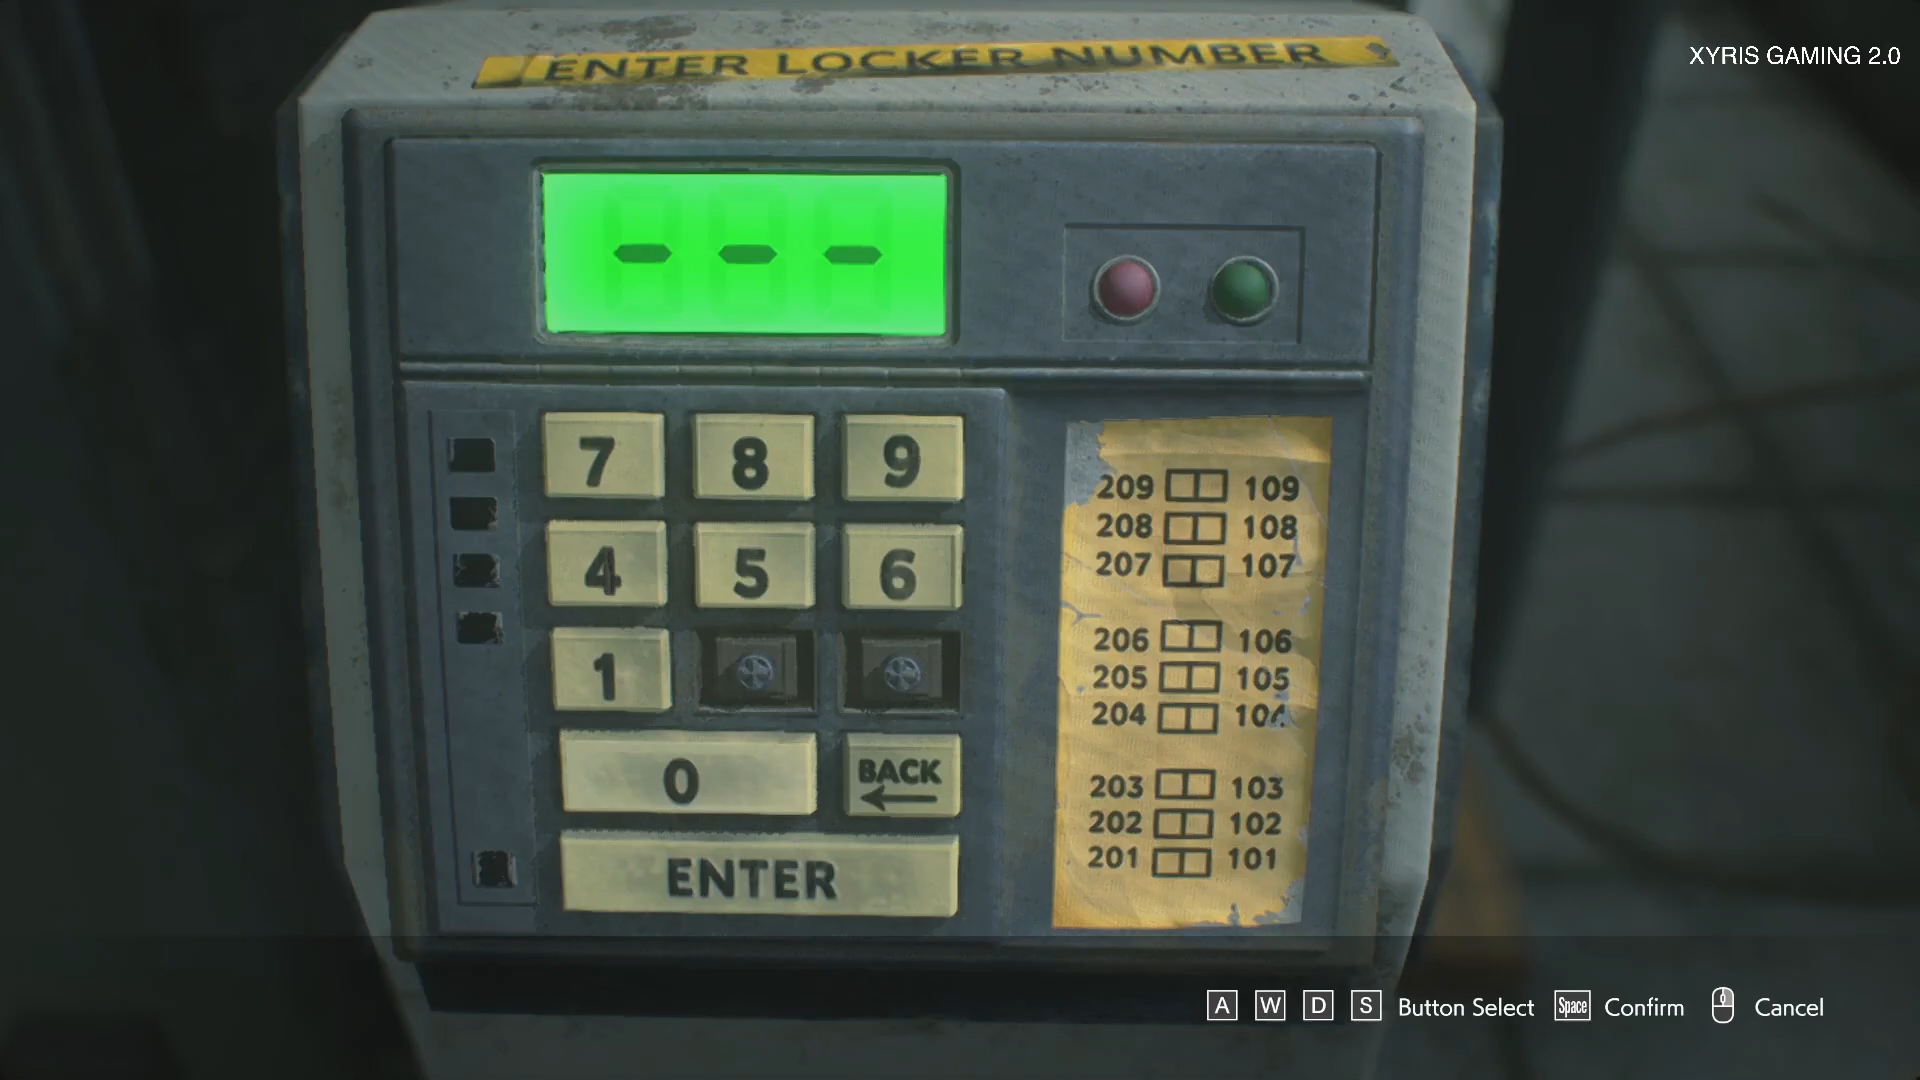 ENTER LOCKER NUMBER
XYRIS GAMING 2.0
- - -
7 8 9
4 5 6
1
0 BACK
ENTER
209 109
208 108
207 107
206 106
205 105
204 104
203 103
202 102
201 101
A W D S Button Select Space Confirm Cancel